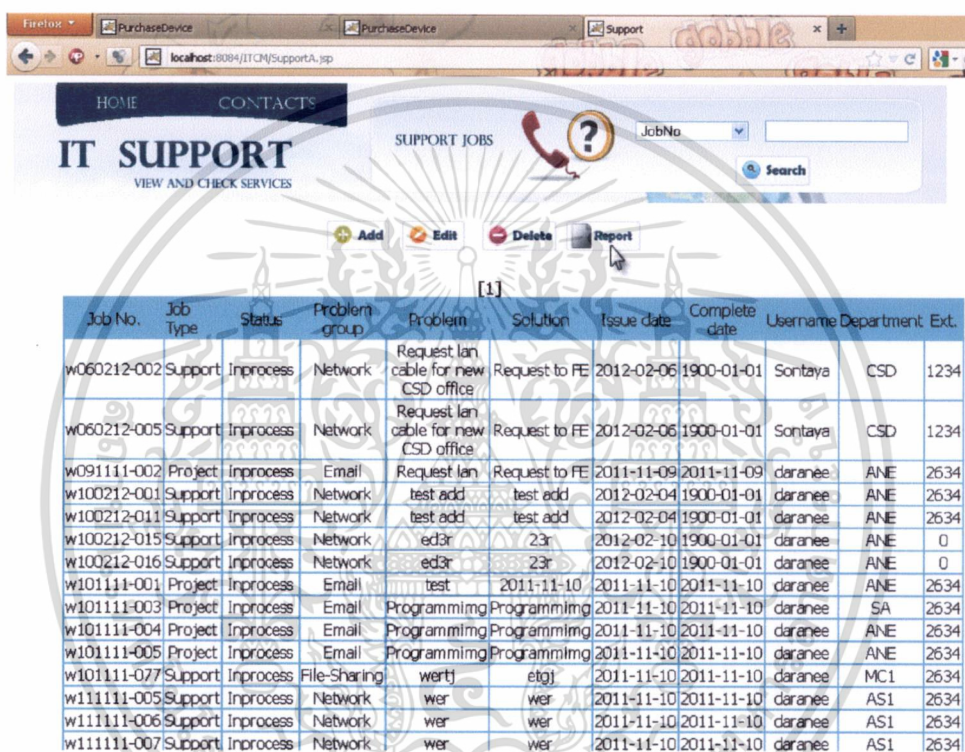 Firefox
PurchaseDevice
PurchaseDevice
Support
localhost:8084/ITCM/SupportA.jsp
HOME CONTACTS
IT SUPPORT
VIEW AND CHECK SERVICES
SUPPORT JOBS
JobNo
Search
Add Edit Delete Report
[1]
Job No. Job Type Status Problem group Problem Solution Issue date Complete date Username Department Ext.
w060212-002 Support Inprocess Network Request lan cable for new CSD office Request to FE 2012-02-06 1900-01-01 Sontaya CSD 1234
w060212-005 Support Inprocess Network Request lan cable for new CSD office Request to FE 2012-02-06 1900-01-01 Sontaya CSD 1234
w091111-002 Project Inprocess Email Request lan Request to FE 2011-11-09 2011-11-09 daranee ANE 2634
w100212-001 Support Inprocess Network test add test add 2012-02-04 1900-01-01 daranee ANE 2634
w100212-011 Support Inprocess Network test add test add 2012-02-04 1900-01-01 daranee ANE 2634
w100212-015 Support Inprocess Network ed3r 23r 2012-02-10 1900-01-01 daranee ANE 0
w100212-016 Support Inprocess Network ed3r 23r 2012-02-10 1900-01-01 daranee ANE 0
w101111-001 Project Inprocess Email test 2011-11-10 2011-11-10 2011-11-10 daranee ANE 2634
w101111-003 Project Inprocess Email Programmimg Programmimg 2011-11-10 2011-11-10 daranee SA 2634
w101111-004 Project Inprocess Email Programmimg Programmimg 2011-11-10 2011-11-10 daranee ANE 2634
w101111-005 Project Inprocess Email Programmimg Programmimg 2011-11-10 2011-11-10 daranee ANE 2634
w101111-077 Support Inprocess File-Sharing wertj etgj 2011-11-10 2011-11-10 daranee MC1 2634
w111111-005 Support Inprocess Network wer wer 2011-11-10 2011-11-10 daranee AS1 2634
w111111-006 Support Inprocess Network wer wer 2011-11-10 2011-11-10 daranee AS1 2634
w111111-007 Support Inprocess Network wer wer 2011-11-10 2011-11-10 daranee AS1 2634